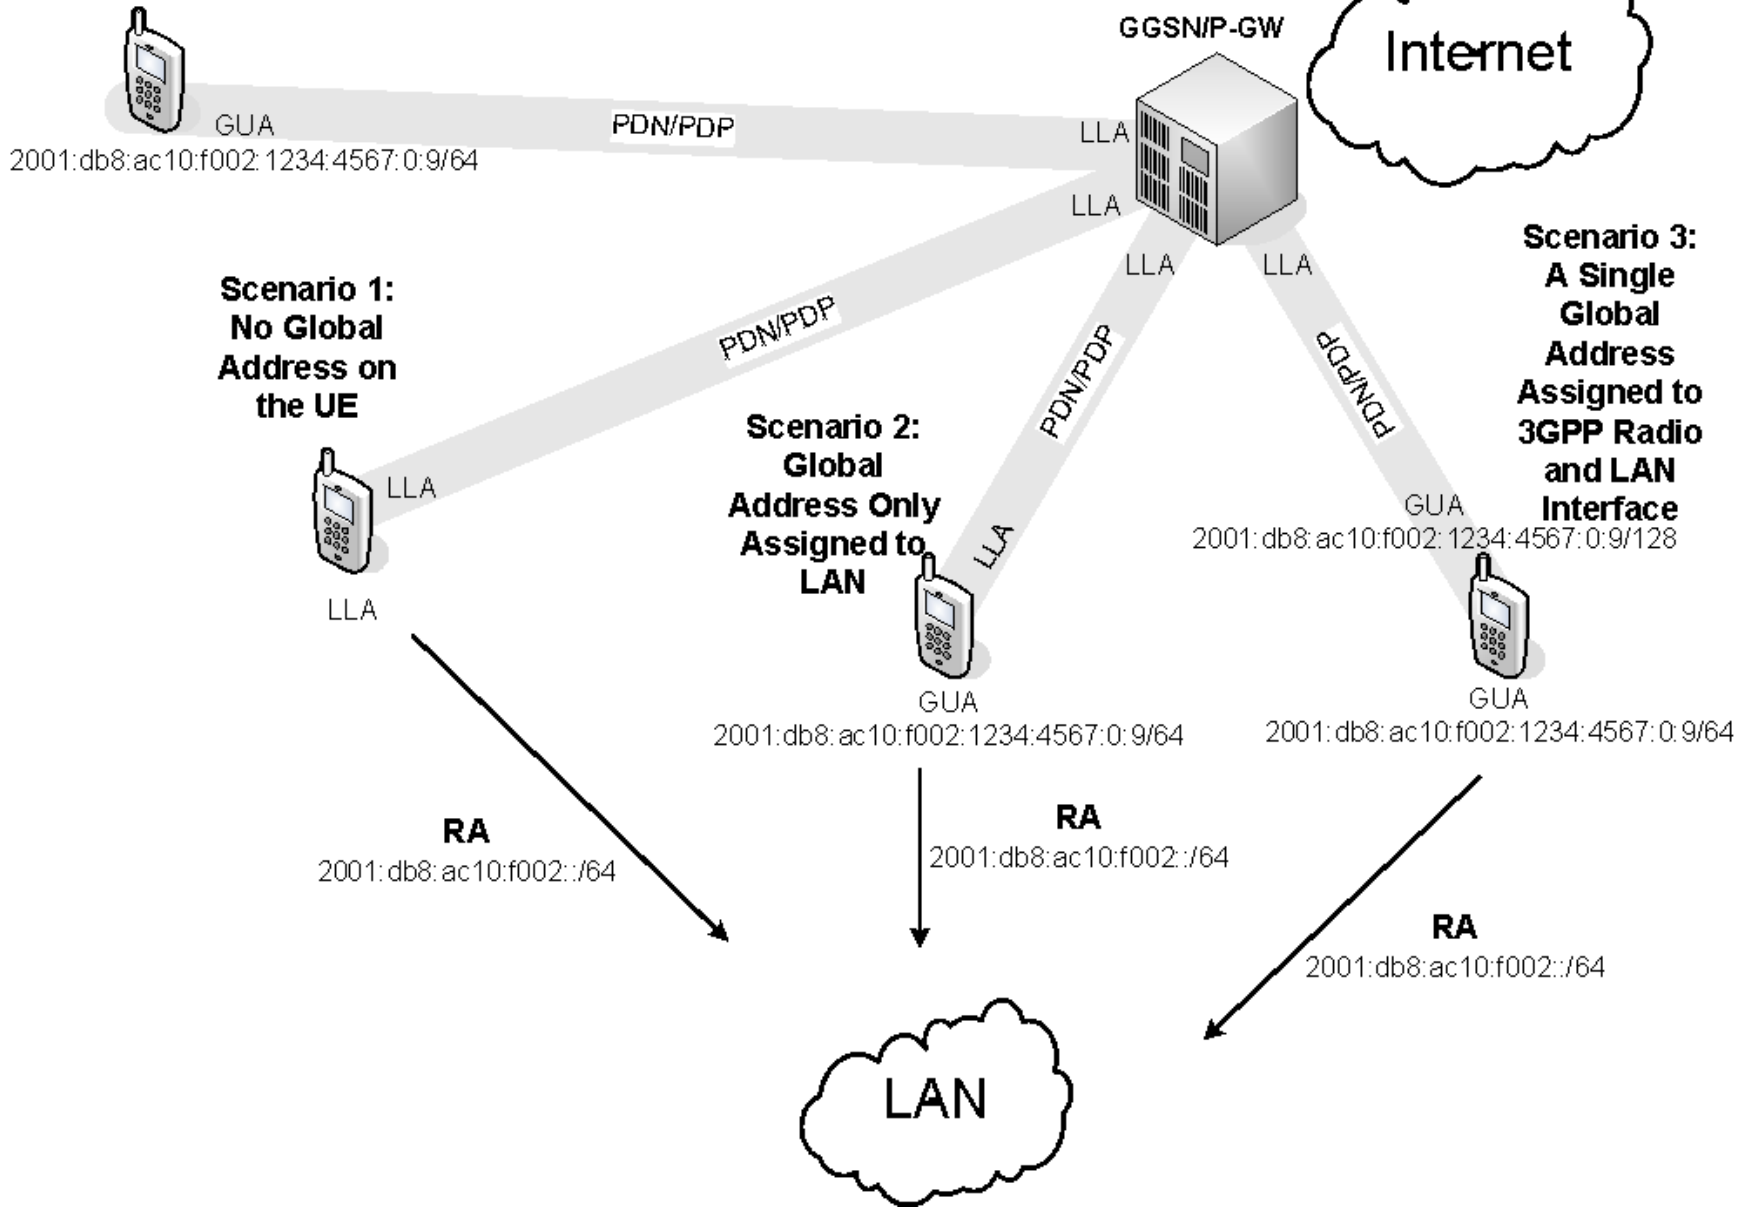 GGSN/P-GW
Internet
GUA
2001:db8:ac10:f002:1234:4567:0:9/64
PDN/PDP
LLA
LLA
LLA
LLA
Scenario 1:
No Global
Address on
the UE
PDN/PDP
LLA
LLA
Scenario 2:
Global
Address Only
Assigned to
LAN
PDN/PDP
LLA
GUA
2001:db8:ac10:f002:1234:4567:0:9/64
Scenario 3:
A Single
Global
Address
Assigned to
3GPP Radio
and LAN
Interface
PDN/PDP
GUA
2001:db8:ac10:f002:1234:4567:0:9/128
GUA
2001:db8:ac10:f002:1234:4567:0:9/64
RA
2001:db8:ac10:f002::/64
RA
2001:db8:ac10:f002::/64
RA
2001:db8:ac10:f002::/64
LAN